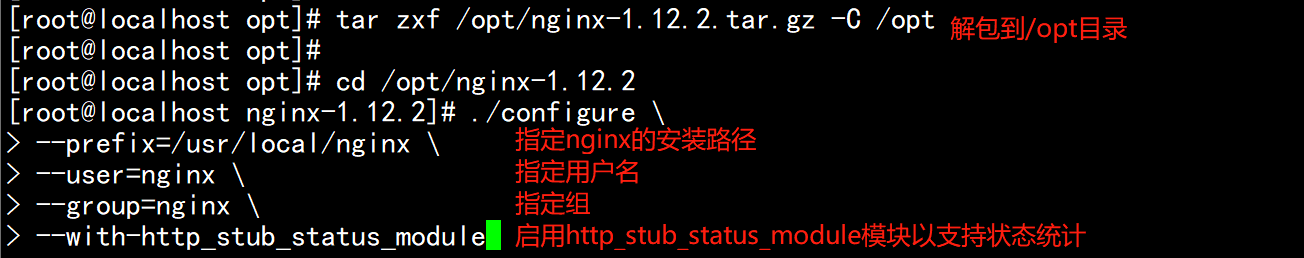 [root@localhost opt]# tar zxf /opt/nginx-1.12.2.tar.gz -C /opt 解包到/opt目录
[root@localhost opt]#
[root@localhost opt]# cd /opt/nginx-1.12.2
[root@localhost nginx-1.12.2]# ./configure \
> --prefix=/usr/local/nginx \ 指定nginx的安装路径
> --user=nginx \ 指定用户名
> --group=nginx \ 指定组
> --with-http_stub_status_module 启用http_stub_status_module模块以支持状态统计